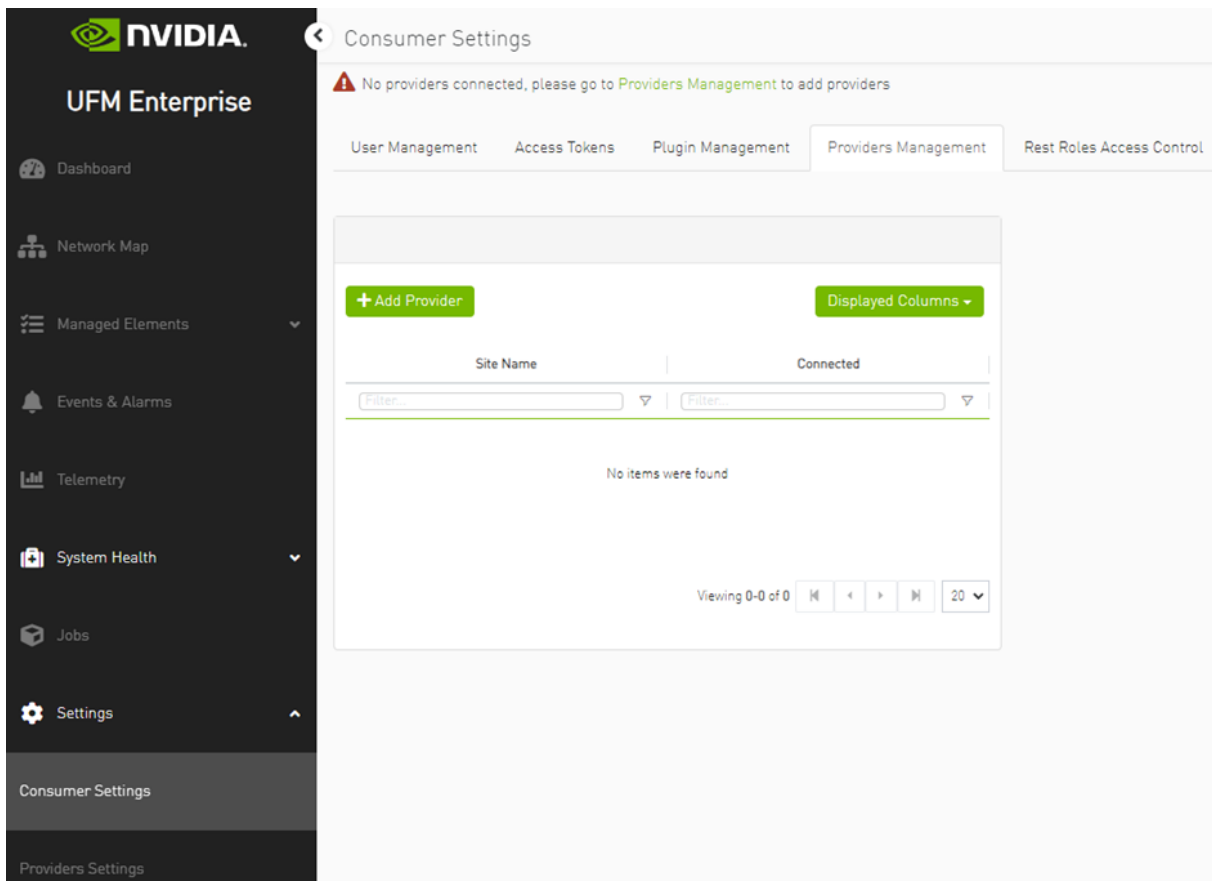 NVIDIA.
UFM Enterprise
Dashboard
Network Map
Managed Elements
Events & Alarms
Telemetry
System Health
Jobs
Settings
Consumer Settings
Providers Settings
Consumer Settings
No providers connected, please go to Providers Management to add providers
User Management Access Tokens Plugin Management Providers Management Rest Roles Access Control
+ Add Provider Displayed Columns
Site Name Connected
Filter... Filter...
No items were found
Viewing 0-0 of 0 20